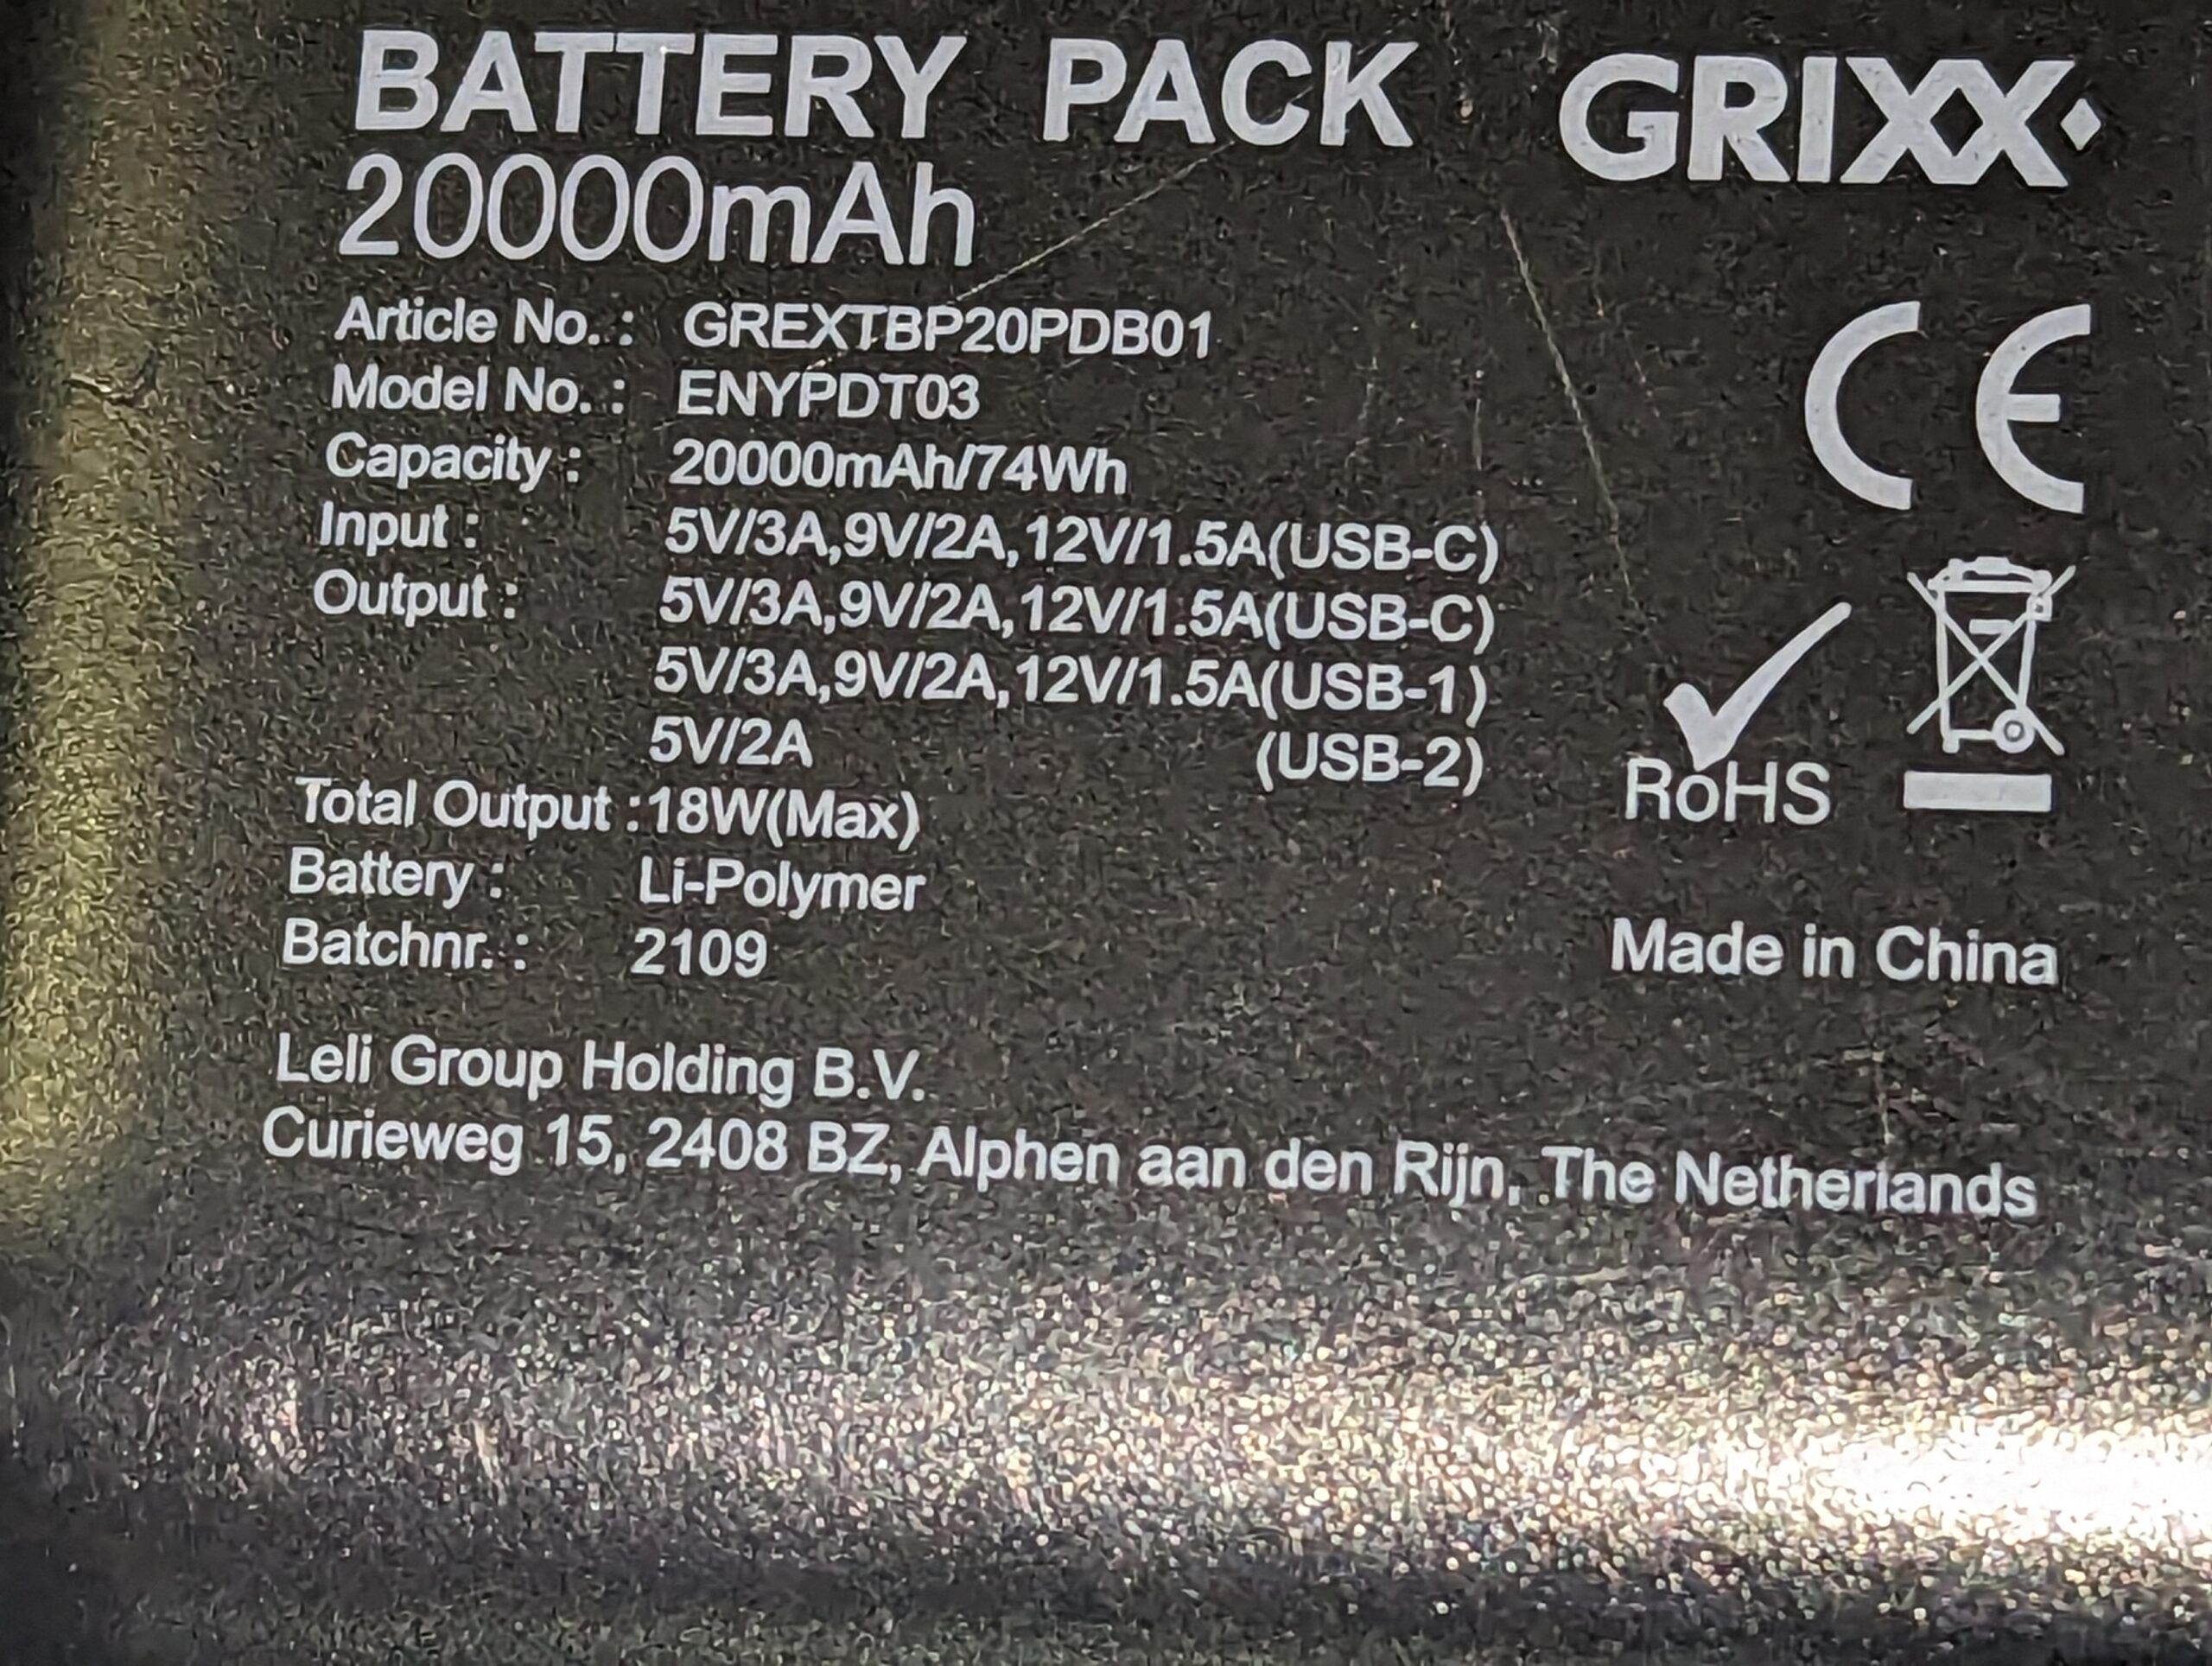 BATTERY PACK GRIXX
20000mAh
Article No. : GREXTBP20PDB01
Model No. : ENYPDT03
Capacity : 20000mAh/74Wh
Input : 5V/3A,9V/2A,12V/1.5A(USB-C)
Output : 5V/3A,9V/2A,12V/1.5A(USB-C)
5V/3A,9V/2A,12V/1.5A(USB-1)
5V/2A (USB-2)
Total Output :18W(Max)
Battery : Li-Polymer
Batchnr. : 2109
CE
RoHS
Made in China
Leli Group Holding B.V.
Curieweg 15, 2408 BZ, Alphen aan den Rijn, The Netherlands